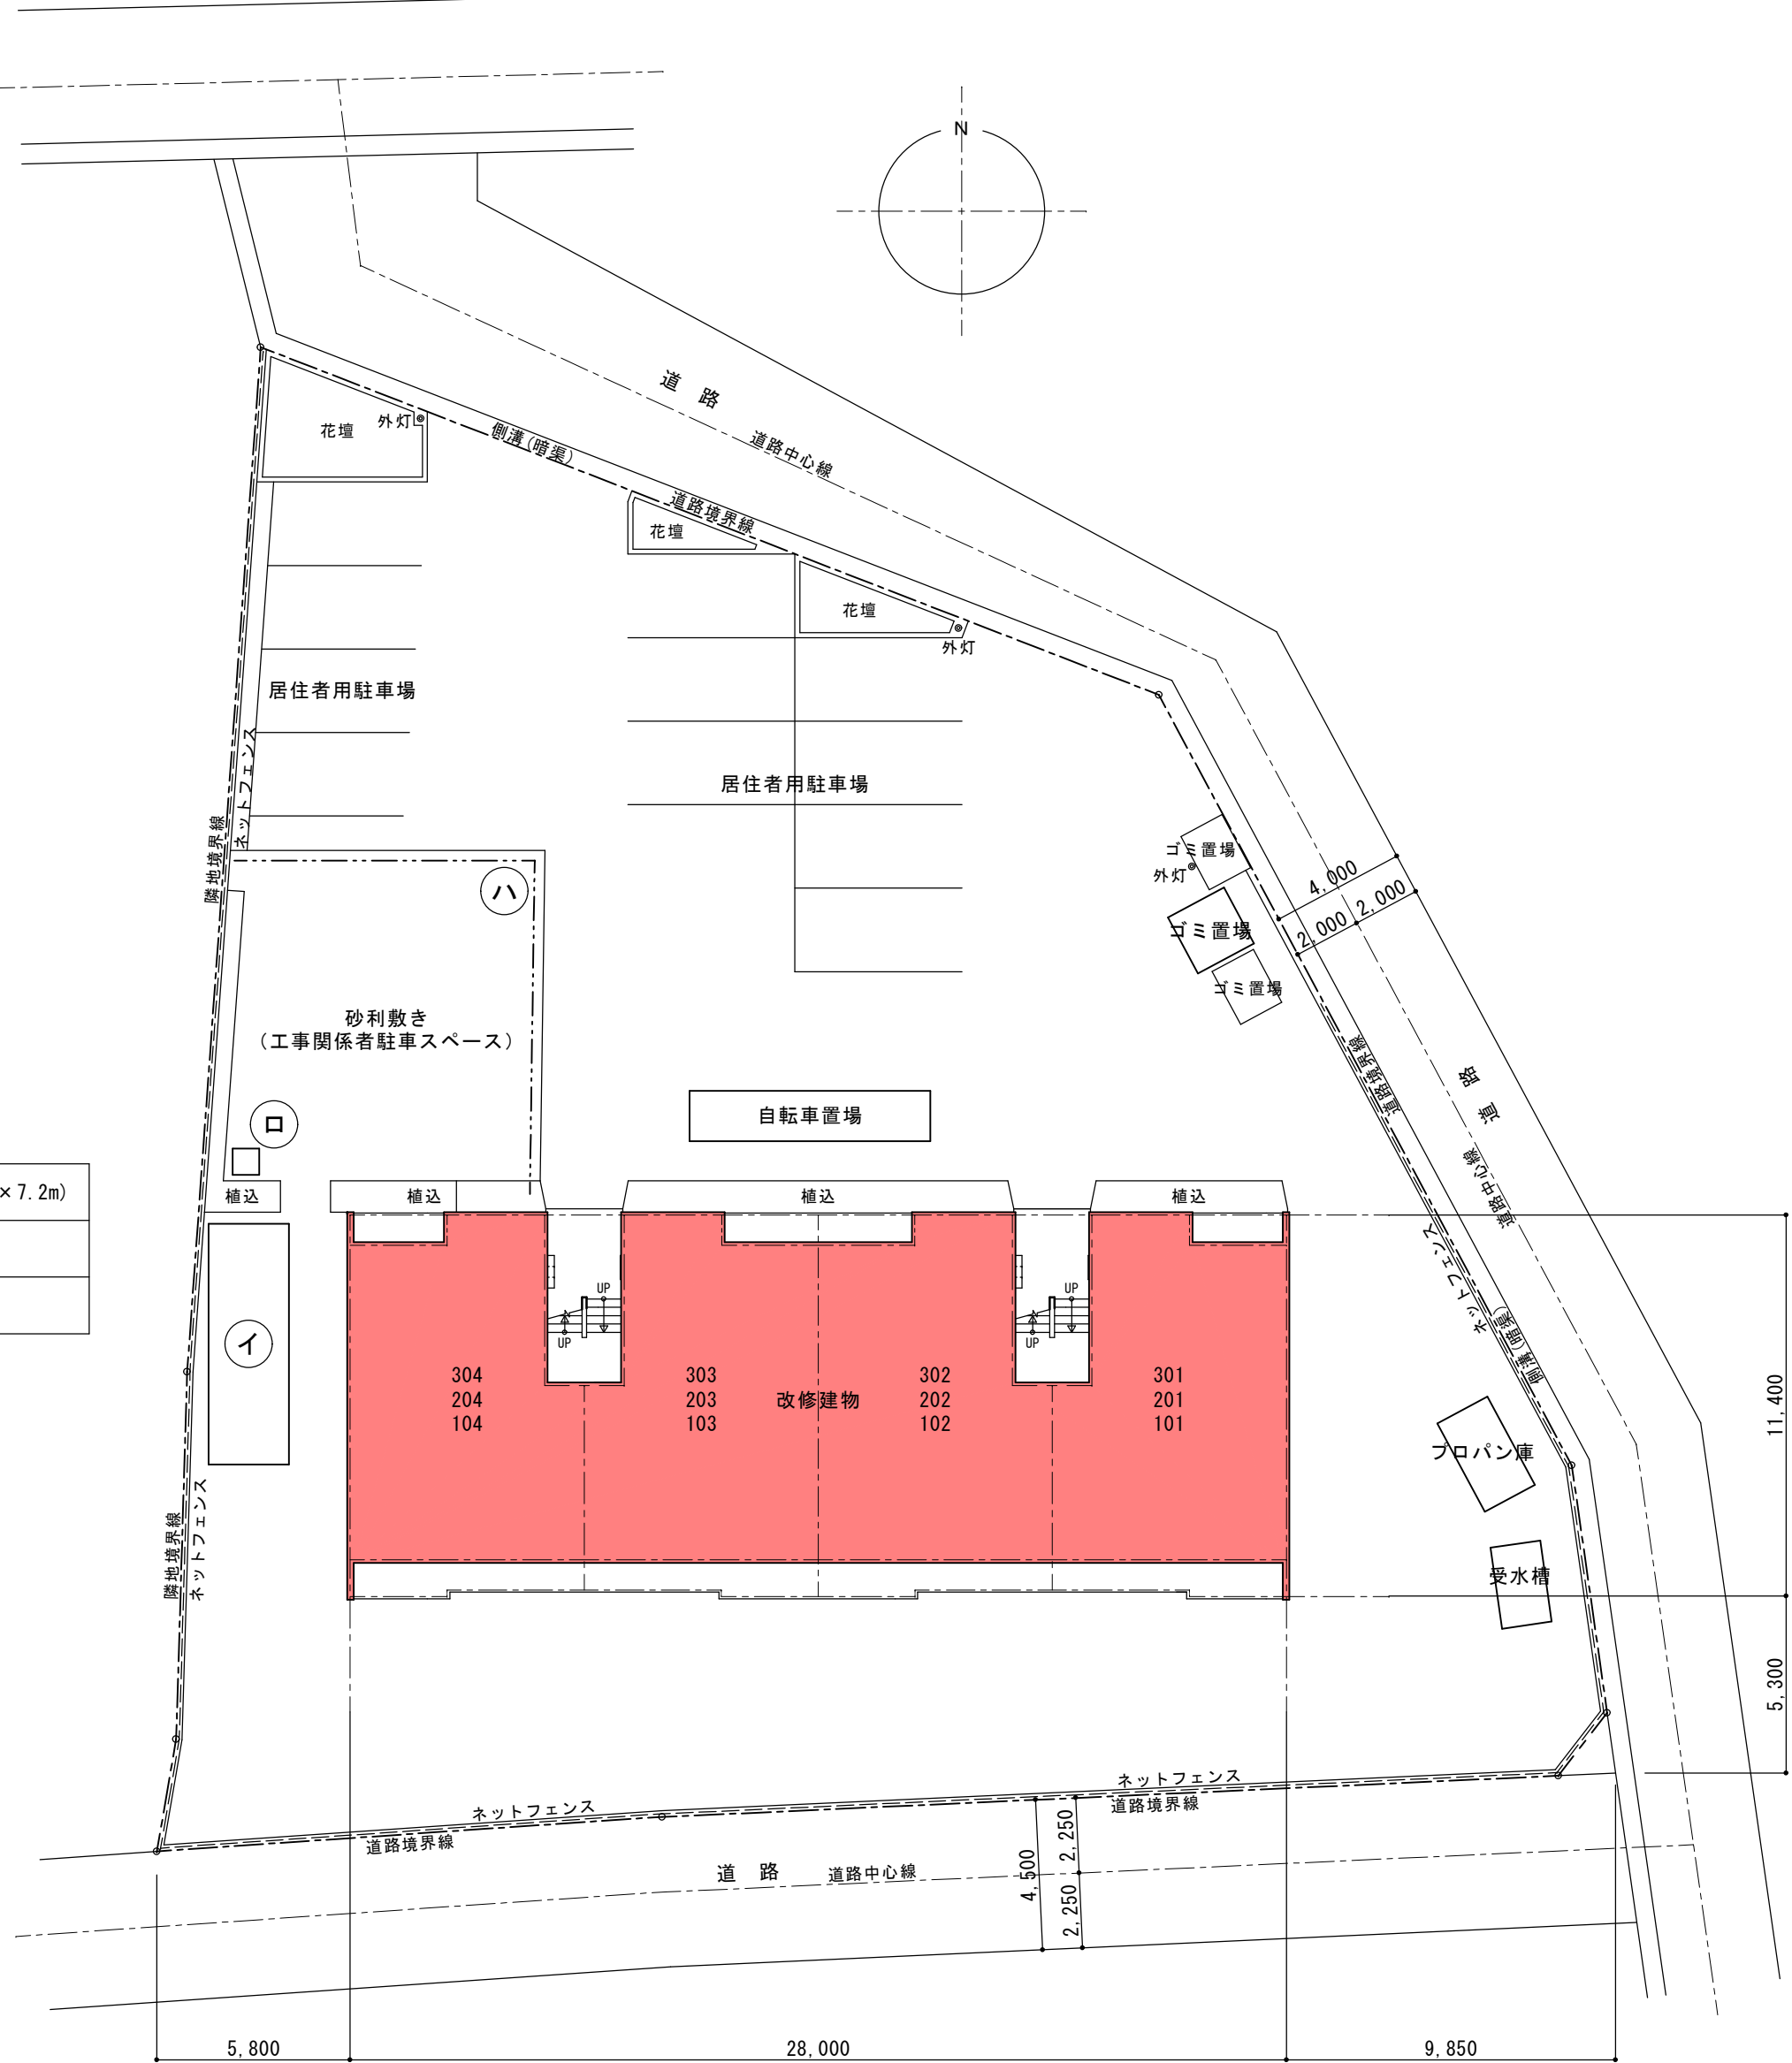 N
道 路
外灯
花壇
側溝(暗渠)
道路中心線
道路境界線
花壇
花壇
外灯
居住者用駐車場
ネットフェンス
居住者用駐車場
隣地境界線
ゴミ置場
外灯
4,000
2,000
2,000
ハ
ゴミ置場
ゴミ置場
砂利敷き
(工事関係者駐車スペース)
道路境界線
道 路
自転車置場
ロ
道路中心線
×7.2m)
植込
植込
植込
植込
ネットフェンス
UP
UP
UP
UP
イ
側溝(暗渠)
304
204
104
303
203
103
改修建物
302
202
102
301
201
101
11,400
プロパン庫
隣地境界線
ネットフェンス
受水槽
5,300
ネットフェンス
道路境界線
ネットフェンス
道路境界線
道 路
道路中心線
4,500
2,250
2,250
5,800
28,000
9,850